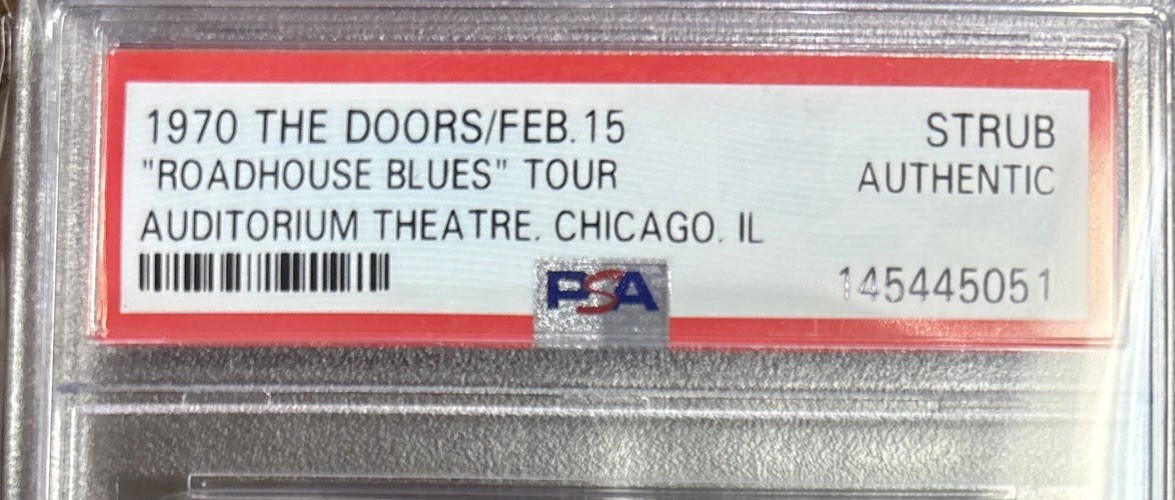 1970 THE DOORS/FEB.15
STRUB
"ROADHOUSE BLUES" TOUR
AUTHENTIC
AUDITORIUM THEATRE, CHICAGO, IL
PSA
145445051